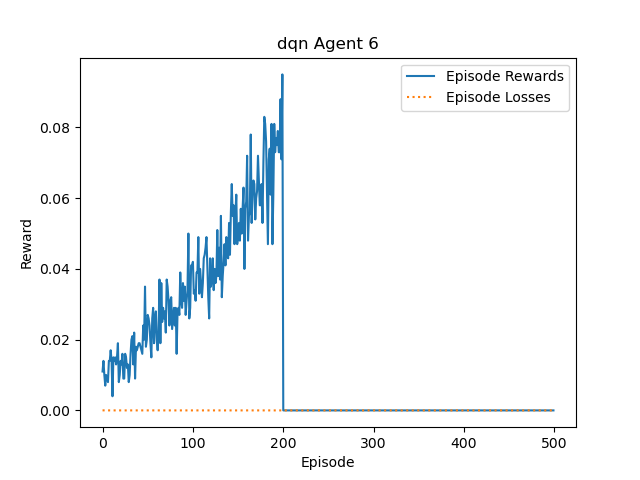 dqn Agent 6
Episode Rewards
Episode Losses
Reward
0.08
0.06
0.04
0.02
0.00
0 100 200 300 400 500
Episode